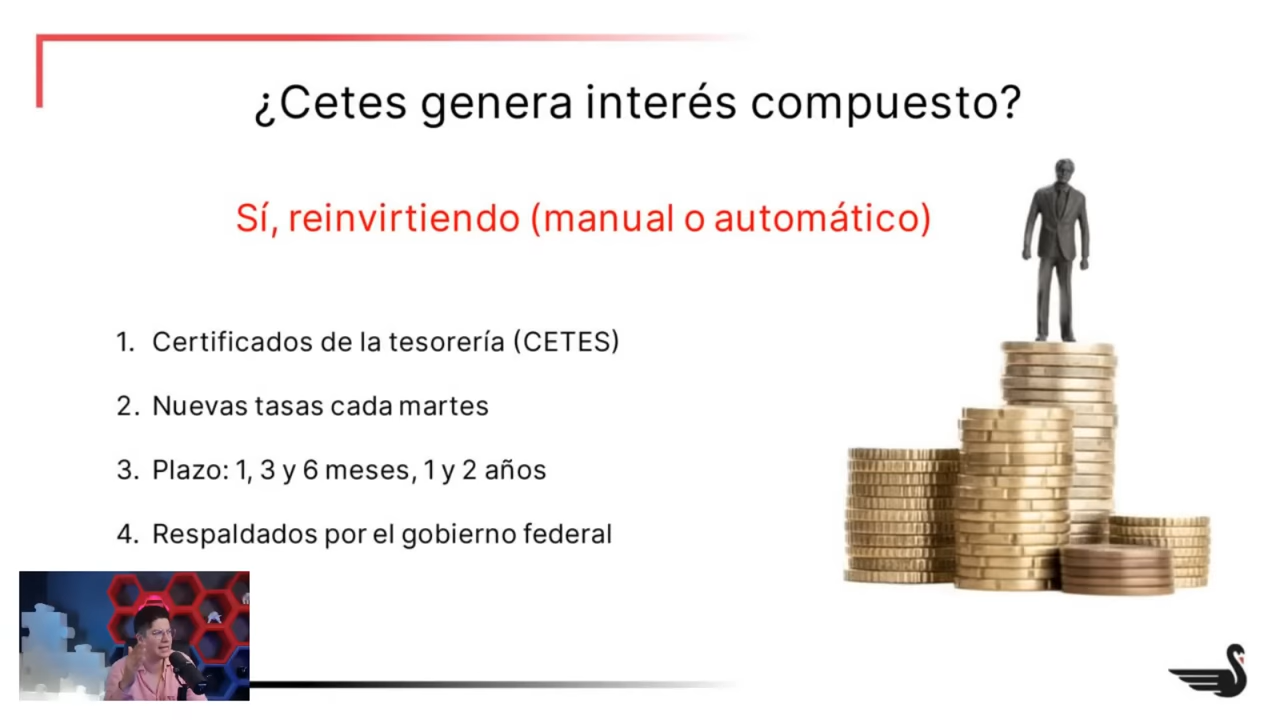 ¿Cetes genera interés compuesto?
Sí, reinvirtiendo (manual o automático)
1. Certificados de la tesorería (CETES)
2. Nuevas tasas cada martes
3. Plazo: 1, 3 y 6 meses, 1 y 2 años
4. Respaldados por el gobierno federal